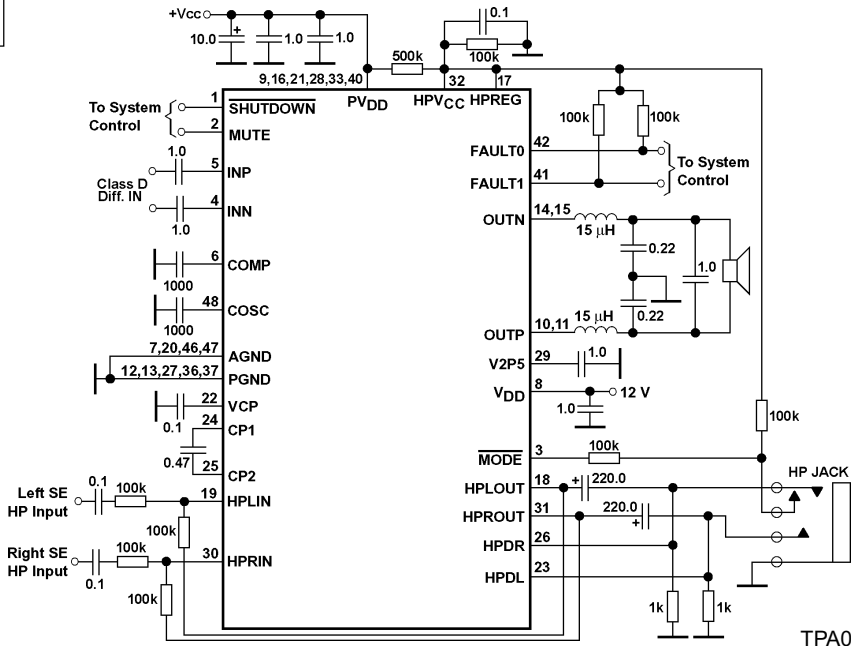 +Vcc
10.0 + 1.0 1.0
0.1
100k
500k
9,16,21,28,33,40 32 17
PVDD HPVCC HPREG
To System
Control
1 SHUTDOWN
2 MUTE
1.0
5 INP
Class D
Diff. IN
4 INN
1.0
6 COMP
1000
48 COSC
1000
7,20,46,47 AGND
12,13,27,36,37 PGND
22 VCP
0.1
24 CP1
0.47
25 CP2
Left SE
HP Input
0.1 100k
19 HPLIN
100k
Right SE
HP Input
0.1 100k
30 HPRIN
100k
100k 100k
FAULT0 42
FAULT1 41
To System
Control
OUTN 14,15
15 µH
0.22
1.0
0.22
15 µH
OUTP 10,11
V2P5 29 1.0
VDD 8 12 V
1.0
100k
MODE 3 100k
HP JACK
HPLOUT 18 + 220.0
HPROUT 31 220.0 +
HPDR 26
HPDL 23
1k 1k
TPA0